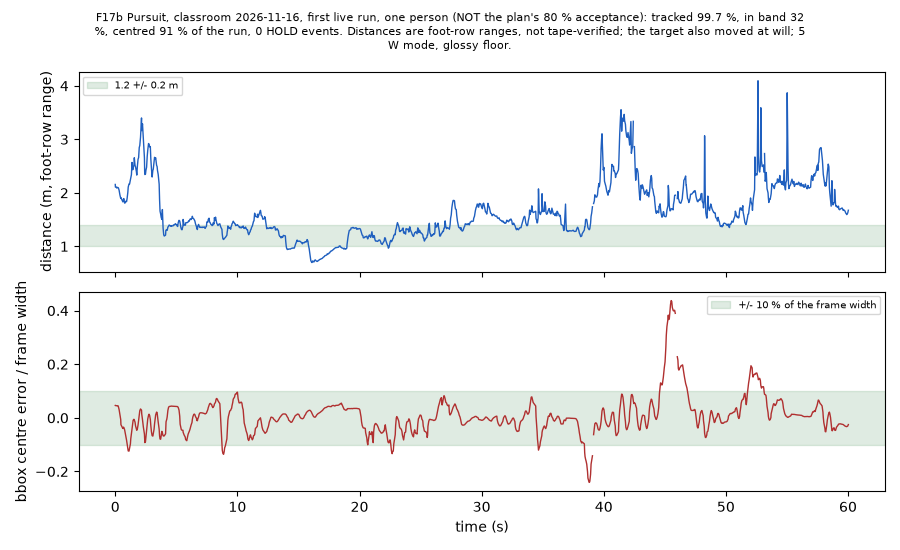 F17b Pursuit, classroom 2026-11-16, first live run, one person (NOT the plan's 80 % acceptance): tracked 99.7 %, in band 32
%, centred 91 % of the run, 0 HOLD events. Distances are foot-row ranges, not tape-verified; the target also moved at will; 5
W mode, glossy floor.
distance (m, foot-row range)
4
3
2
1
1.2 +/- 0.2 m
bbox centre error / frame width
0.4
0.2
0.0
−0.2
+/- 10 % of the frame width
0 10 20 30 40 50 60
time (s)